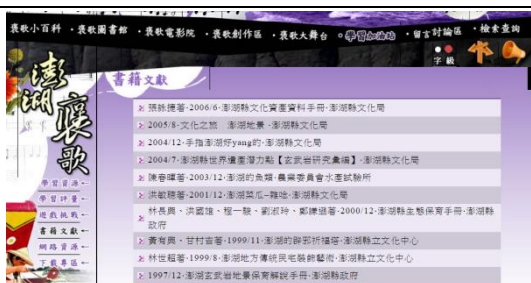 褒歌小百科 ·褒歌圖書館 ·褒歌電影院 ·褒歌創作區 ·褒歌大舞台 ◦學習加油站 ·留言討論區 ·檢索查詢
字 級
澎湖
褒歌
書籍文獻
學習資源
學習評量
遊戲挑戰
書籍文獻
網路資源
下載專區
張詠捷著‧2006/6‧澎湖縣文化資產資料手冊‧澎湖縣文化局
2005/8‧文化之旅 澎湖地景‧澎湖縣文化局
2004/12‧手指澎湖好yang的‧澎湖縣文化局
2004/7‧澎湖縣世界遺產潛力點【玄武岩研究彙編】‧澎湖縣文化局
陳春暉著‧2003/12‧澎湖的魚類‧農業委員會水產試驗所
洪敏聰著‧2001/12‧澎湖菜瓜-雜唸‧澎湖縣文化局
林長興、洪國雄、程一駿、劉淑玲、鄭謙遜著‧2000/12‧澎湖縣生態保育手冊‧澎湖縣
政府
黃有興、甘村吉著‧1999/11‧澎湖的辟邪祈福塔‧澎湖縣立文化中心
林世超著‧1999/8‧澎湖地方傳統民宅裝飾藝術‧澎湖縣立文化中心
1997/12‧澎湖玄武岩地景保育解說手冊‧澎湖縣政府